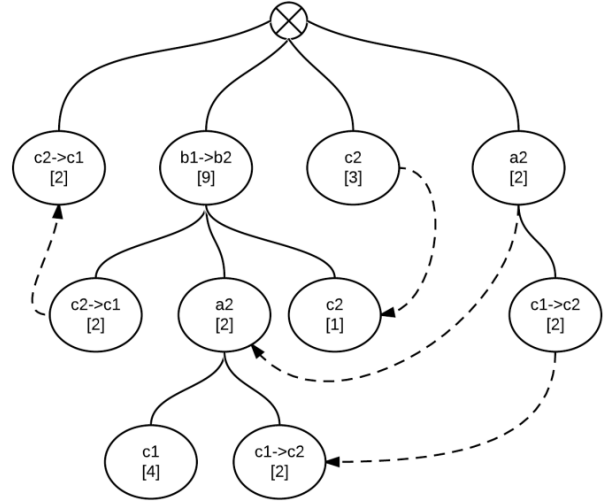 c2->c1
[2]
b1->b2
[9]
c2
[3]
a2
[2]
c2->c1
[2]
a2
[2]
c2
[1]
c1->c2
[2]
c1
[4]
c1->c2
[2]